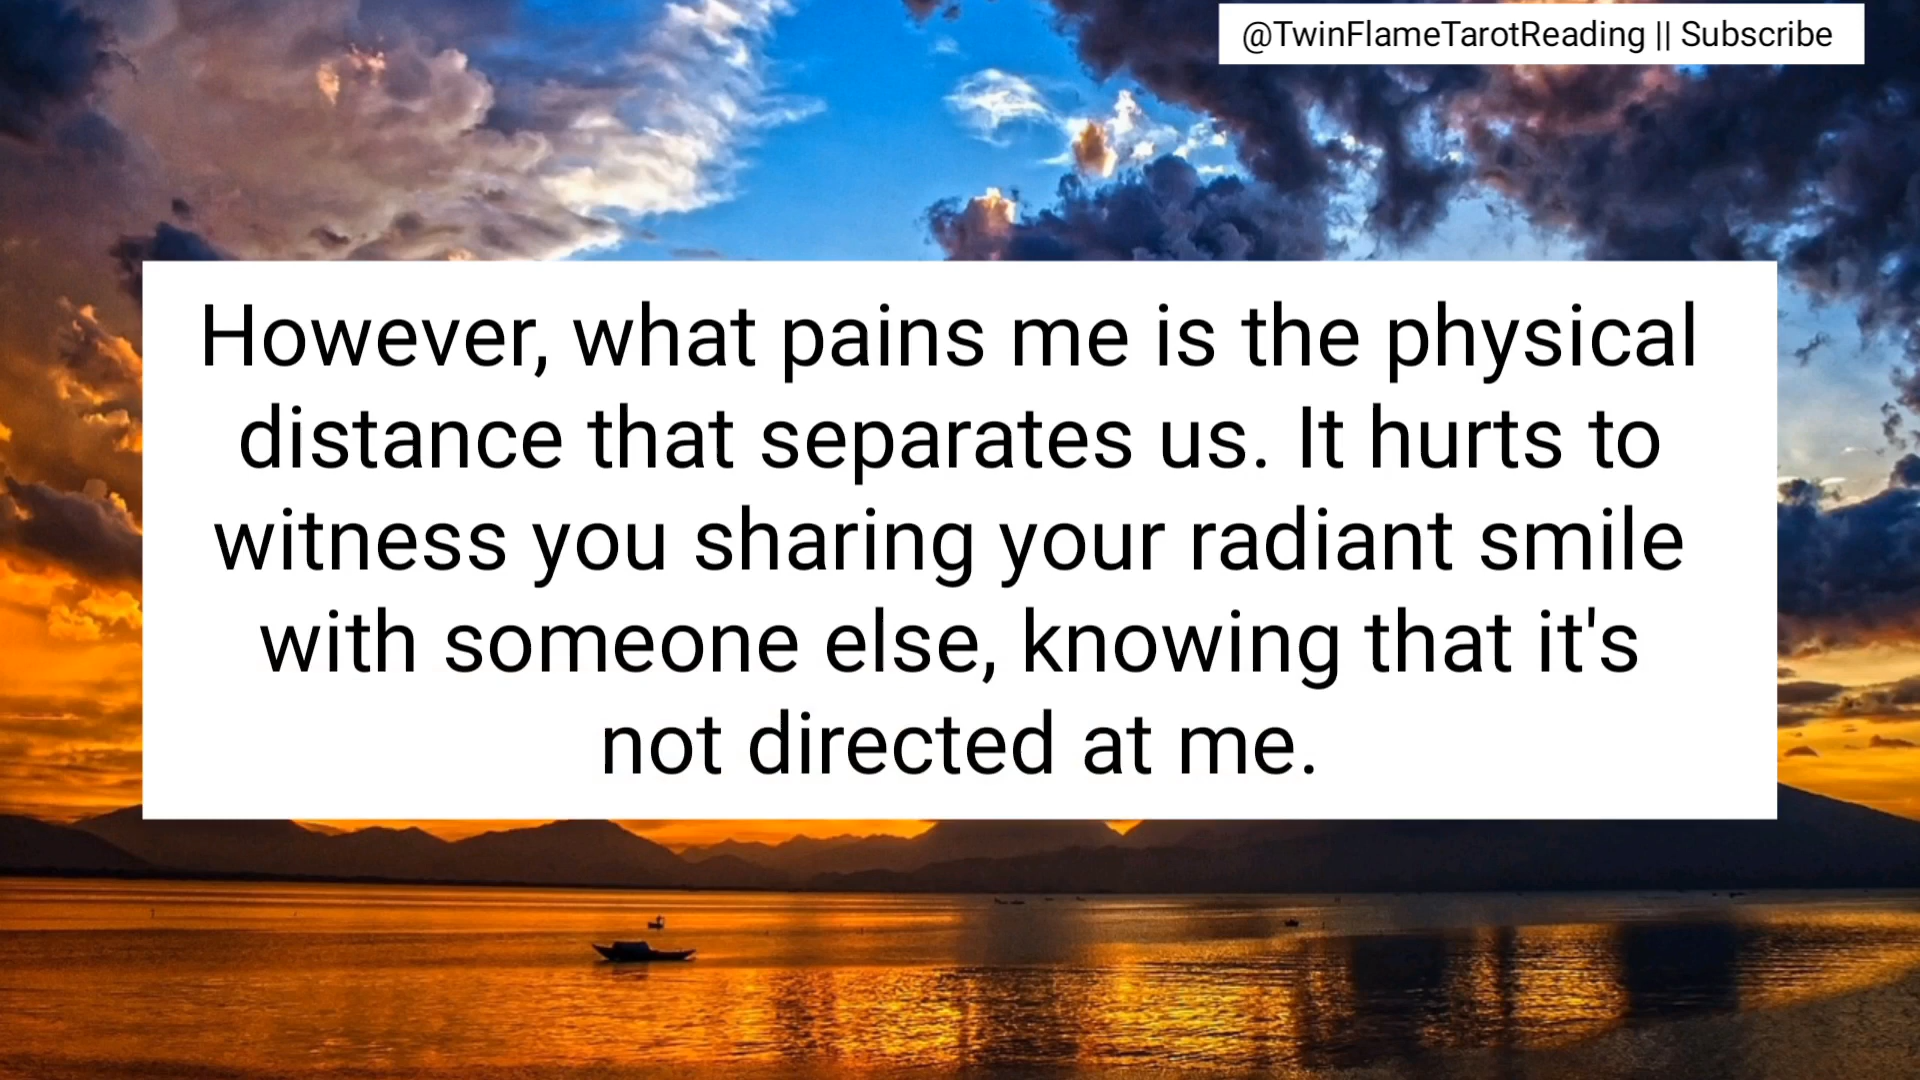 @TwinFlameTarotReading || Subscribe
However, what pains me is the physical
distance that separates us. It hurts to
witness you sharing your radiant smile
with someone else, knowing that it's
not directed at me.